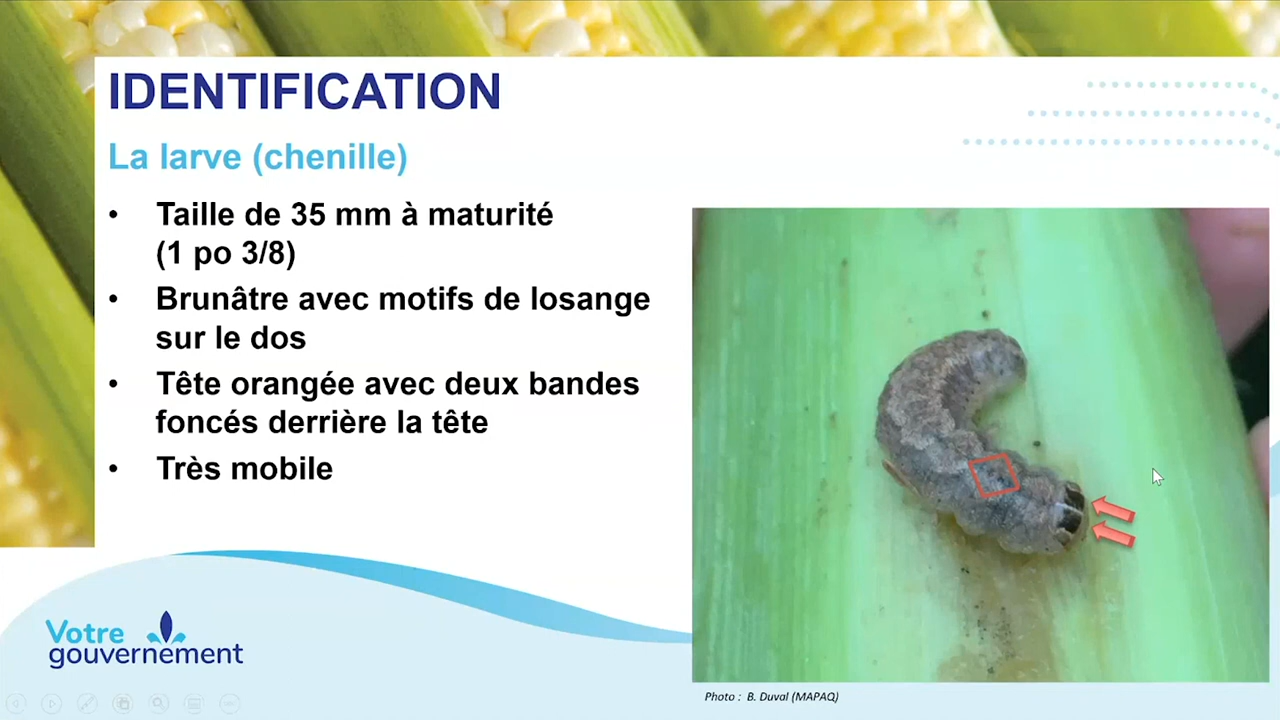 IDENTIFICATION
La larve (chenille)
• Taille de 35 mm à maturité
(1 po 3/8)
• Brunâtre avec motifs de losange
sur le dos
• Tête orangée avec deux bandes
foncés derrière la tête
• Très mobile
Votre
gouvernement
Photo : B. Duval (MAPAQ)